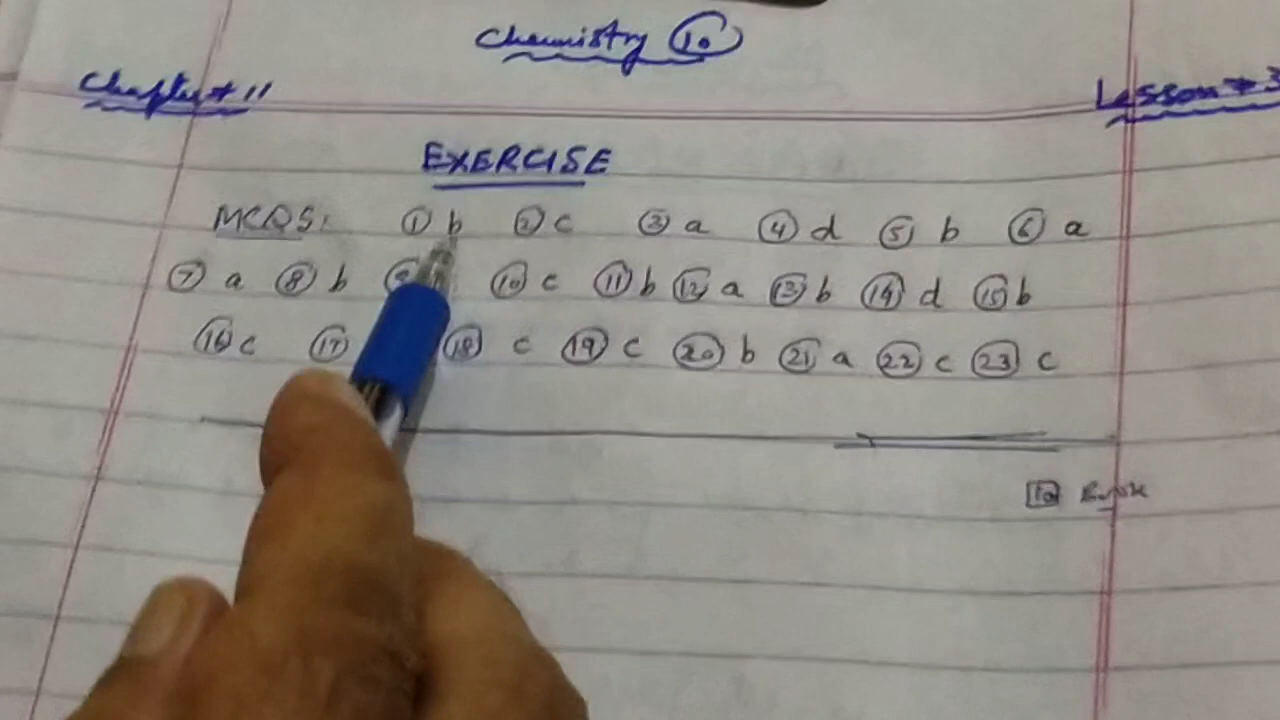 Chemistry 10
Chapter # 11 Lesson # 3
EXERCISE
MCQS: 1 b 2 c 3 a 4 d 5 b 6 a
7 a 8 b 9 10 c 11 b 12 a 13 b 14 d 15 b
16 c 17 18 c 19 c 20 b 21 a 22 c 23 c